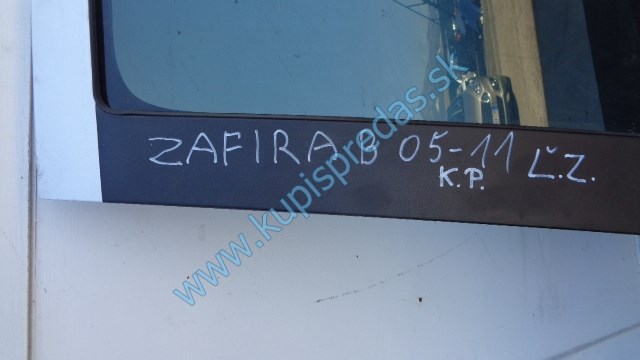 ZAFIRA B 05-11 Ľ.Z.
K.P.
www.kupispredas.sk